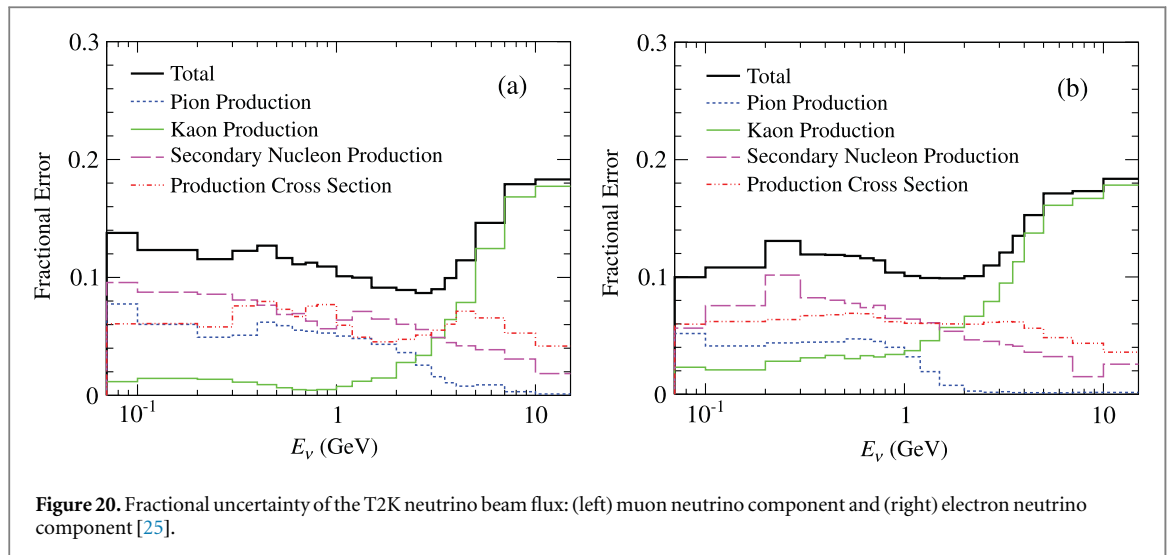 0.3
0.2
0.1
0
Fractional Error
Total
Pion Production
Kaon Production
Secondary Nucleon Production
Production Cross Section
(a)
10⁻¹
1
10
Eν (GeV)
0.3
0.2
0.1
0
Fractional Error
Total
Pion Production
Kaon Production
Secondary Nucleon Production
Production Cross Section
(b)
10⁻¹
1
10
Eν (GeV)
Figure 20. Fractional uncertainty of the T2K neutrino beam flux: (left) muon neutrino component and (right) electron neutrino
component [25].